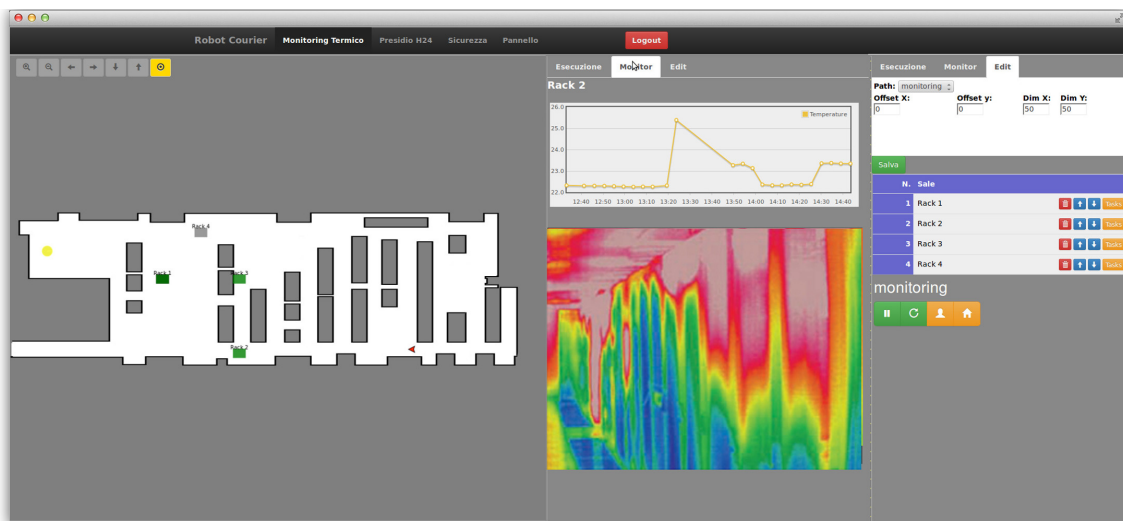 Robot Courier Monitoring Termico Presidio H24 Sicurezza Pannello Logout
Rack 4
Rack 1
Rack 3
Rack 2
Esecuzione Monitor Edit
Rack 2
Temperature
26.0
25.0
24.0
23.0
22.0
12:40 12:50 13:00 13:10 13:20 13:30 13:40 13:50 14:00 14:10 14:20 14:30 14:40
Esecuzione Monitor Edit
Path: monitoring
Offset X: Offset y: Dim X: Dim Y:
0 0 50 50
Salva
N. Sale
1 Rack 1 Tasks
2 Rack 2 Tasks
3 Rack 3 Tasks
4 Rack 4 Tasks
monitoring